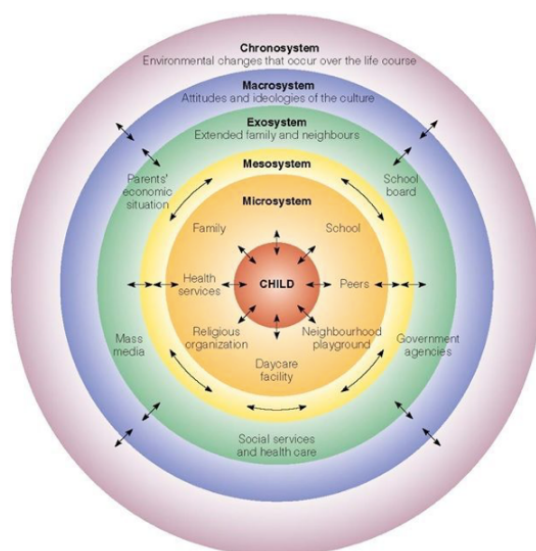 Chronosystem
Environmental changes that occur over the life course
Macrosystem
Attitudes and ideologies of the culture
Exosystem
Extended family and neighbours
Mesosystem
Parents'
economic
situation
School
board
Microsystem
Family
School
Health
services
CHILD
Peers
Religious
organization
Neighbourhood
playground
Mass
media
Government
agencies
Daycare
facility
Social services
and health care